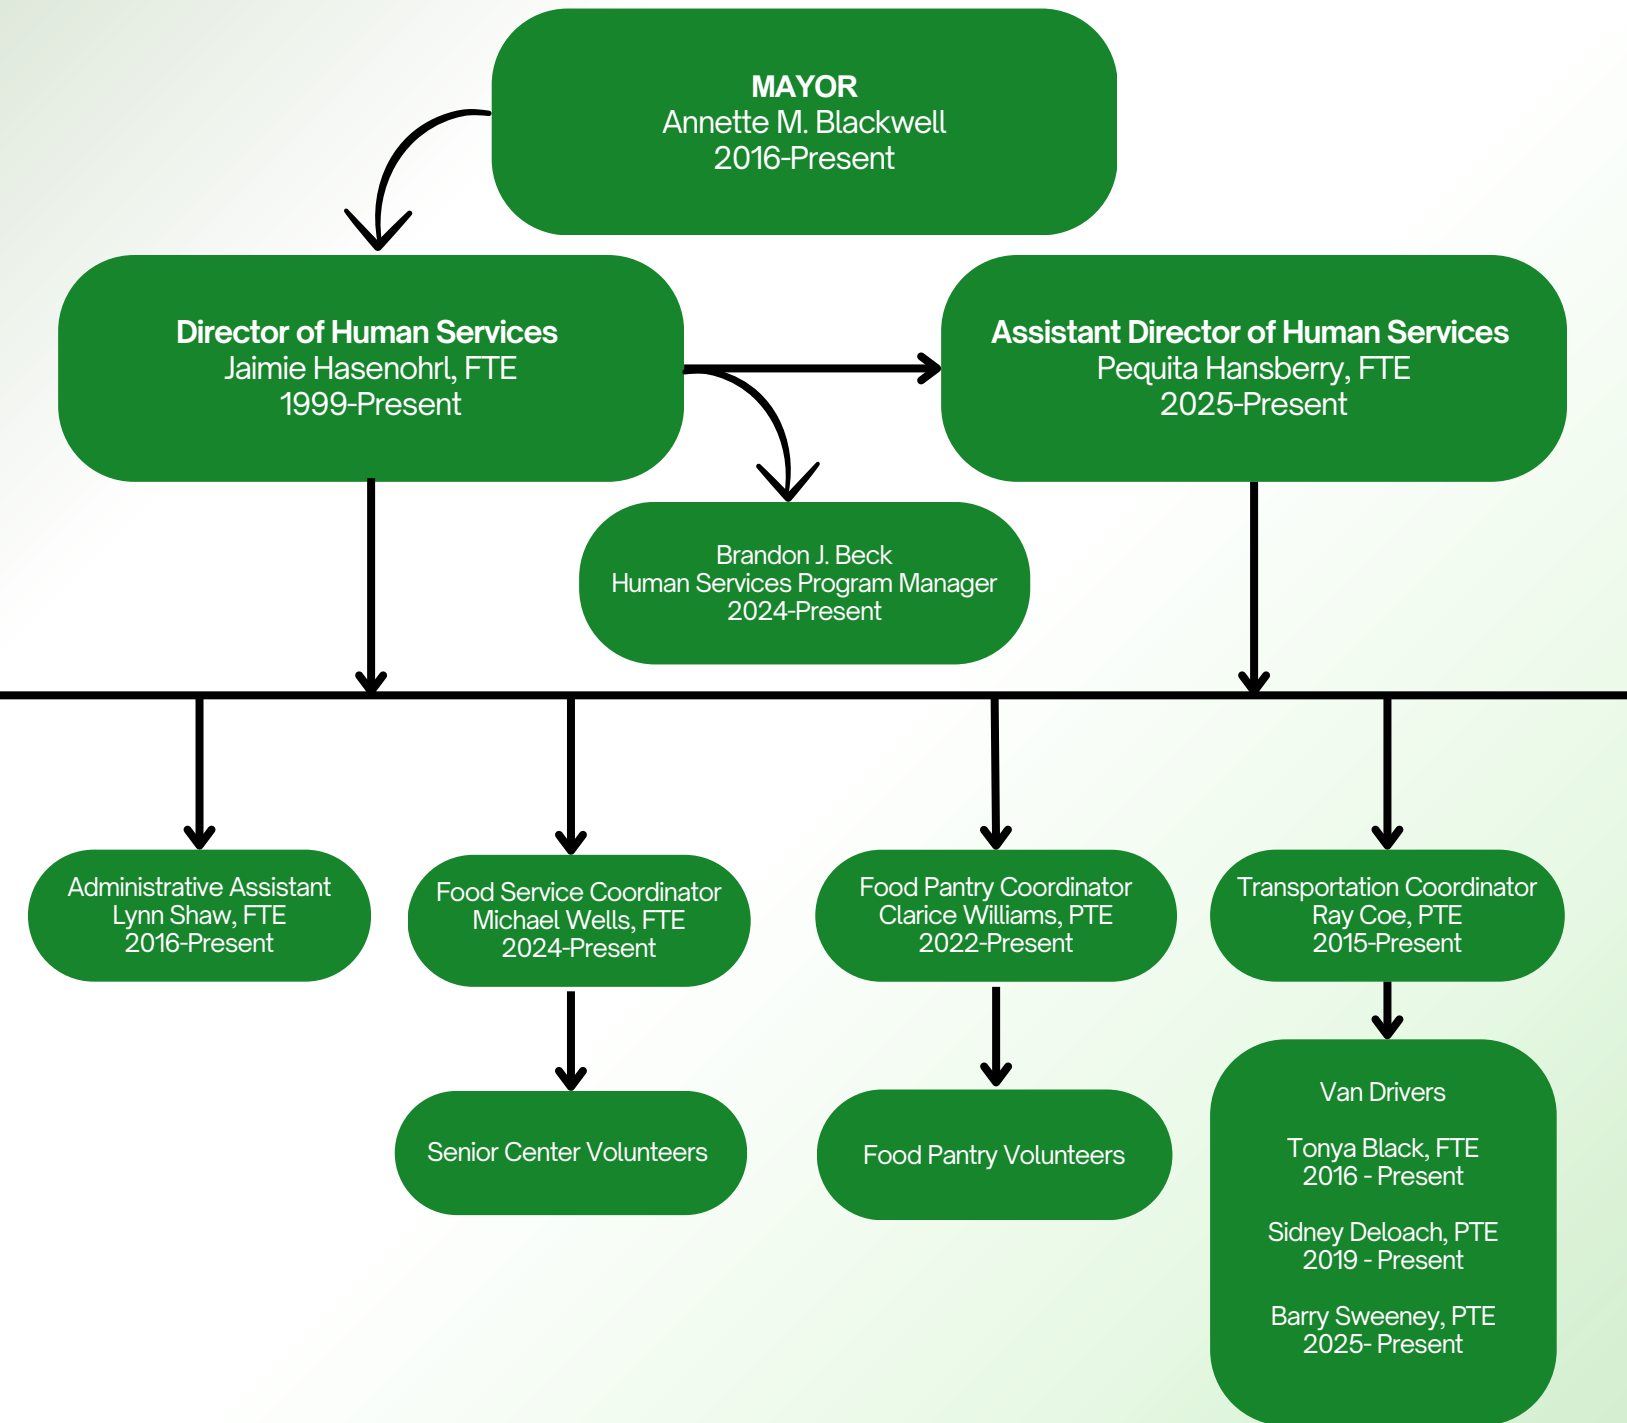 MAYOR
Annette M. Blackwell
2016-Present
Director of Human Services
Jaimie Hasenohrl, FTE
1999-Present
Assistant Director of Human Services
Pequita Hansberry, FTE
2025-Present
Brandon J. Beck
Human Services Program Manager
2024-Present
Administrative Assistant
Lynn Shaw, FTE
2016-Present
Food Service Coordinator
Michael Wells, FTE
2024-Present
Food Pantry Coordinator
Clarice Williams, PTE
2022-Present
Transportation Coordinator
Ray Coe, PTE
2015-Present
Senior Center Volunteers
Food Pantry Volunteers
Van Drivers
Tonya Black, FTE
2016 - Present
Sidney Deloach, PTE
2019 - Present
Barry Sweeney, PTE
2025- Present